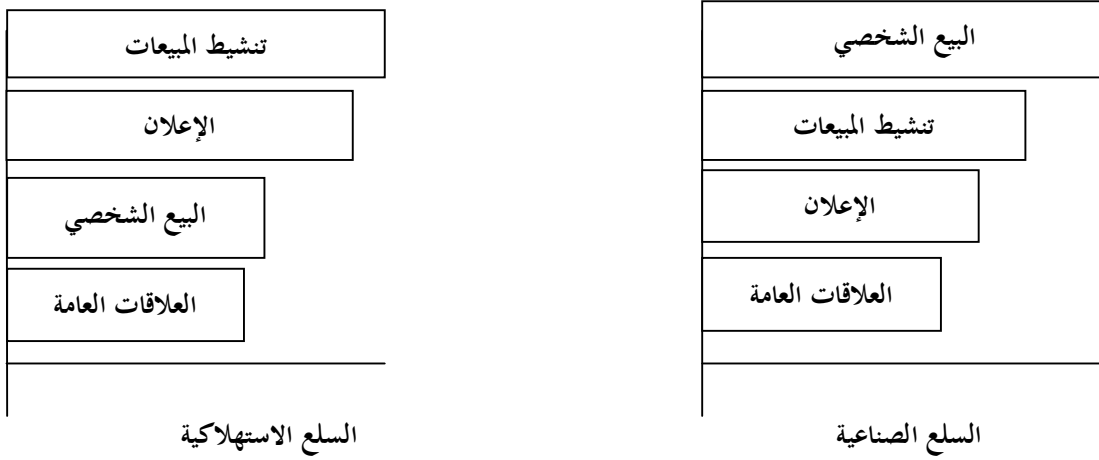 البيع الشخصي
تنشيط المبيعات
الإعلان
العلاقات العامة
السلع الصناعية
تنشيط المبيعات
الإعلان
البيع الشخصي
العلاقات العامة
السلع الاستهلاكية